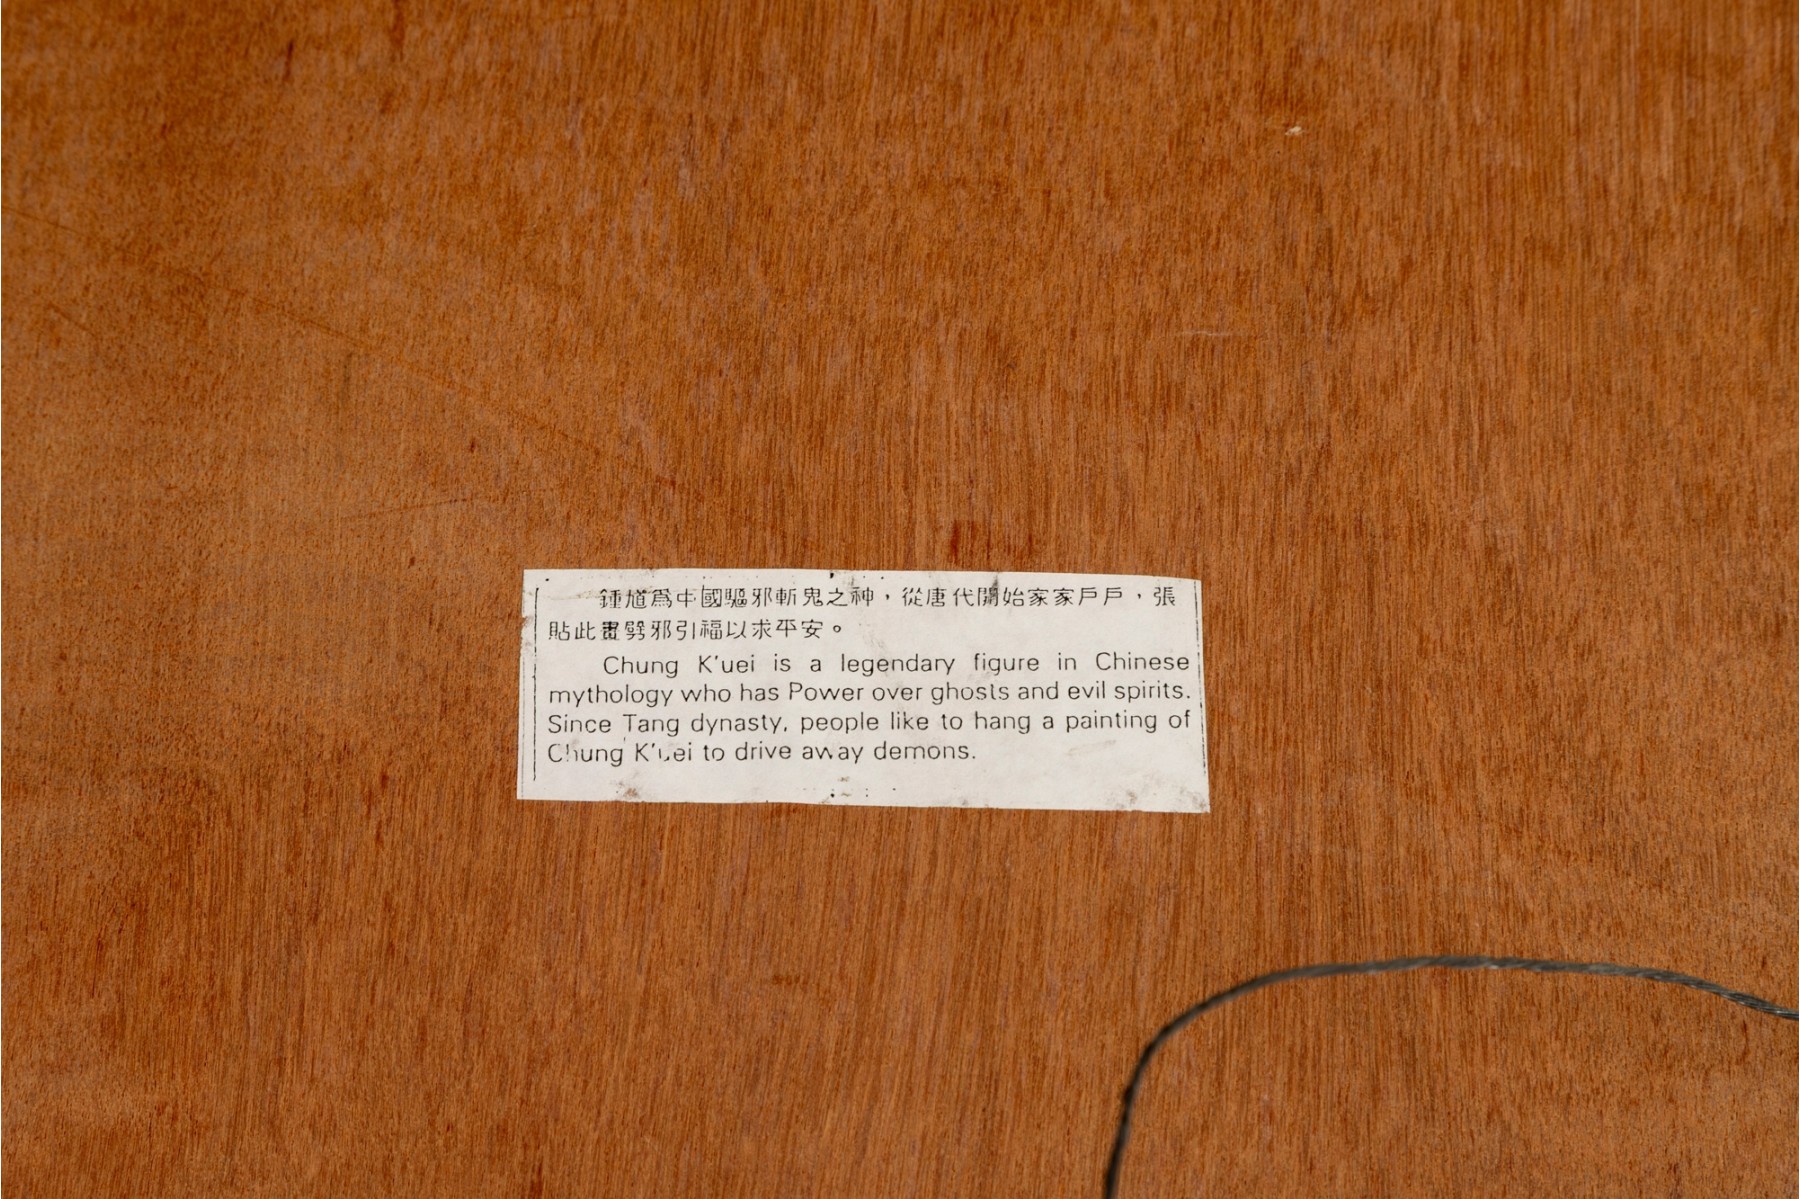 鍾馗爲中國驅邪斬鬼之神，從唐代開始家家戶戶，張
貼此畫劈邪引福以求平安。
Chung K'uei is a legendary figure in Chinese
mythology who has Power over ghosts and evil spirits.
Since Tang dynasty, people like to hang a painting of
Chung K'uei to drive away demons.